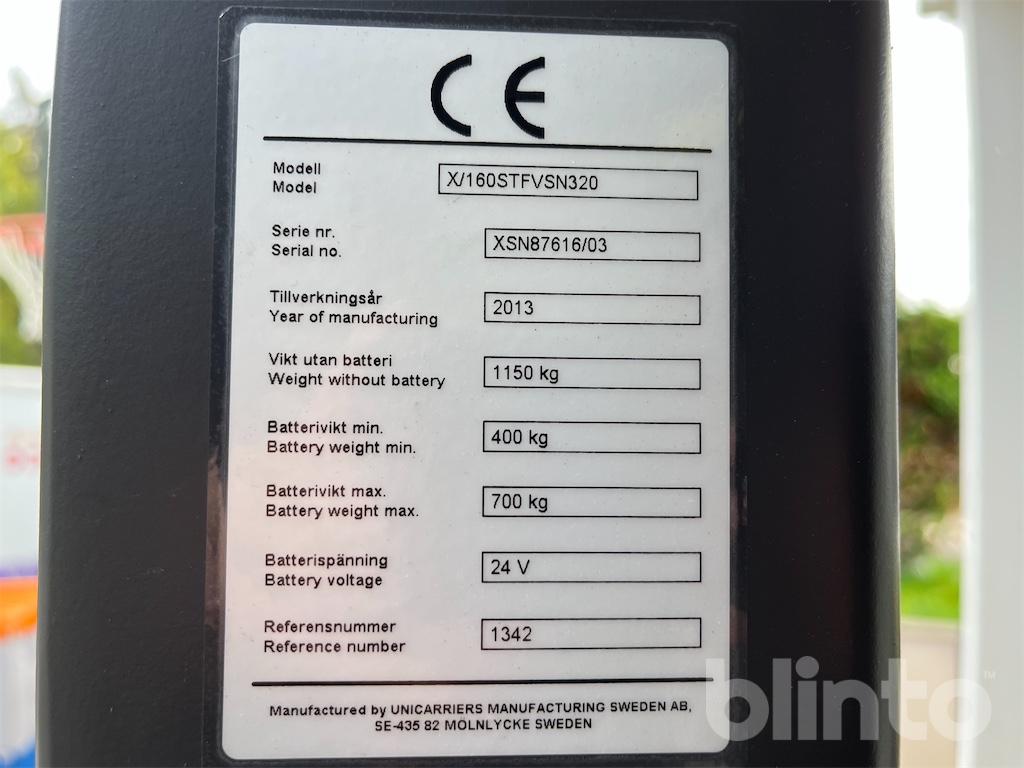 CE
Modell
Model
X/160STFVSN320
Serie nr.
Serial no.
XSN87616/03
Tillverkningsår
Year of manufacturing
2013
Vikt utan batteri
Weight without battery
1150 kg
Batterivikt min.
Battery weight min.
400 kg
Batterivikt max.
Battery weight max.
700 kg
Batterispänning
Battery voltage
24 V
Referensnummer
Reference number
1342
Manufactured by UNICARRIERS MANUFACTURING SWEDEN AB,
SE-435 82 MÖLNLYCKE SWEDEN
blinto™